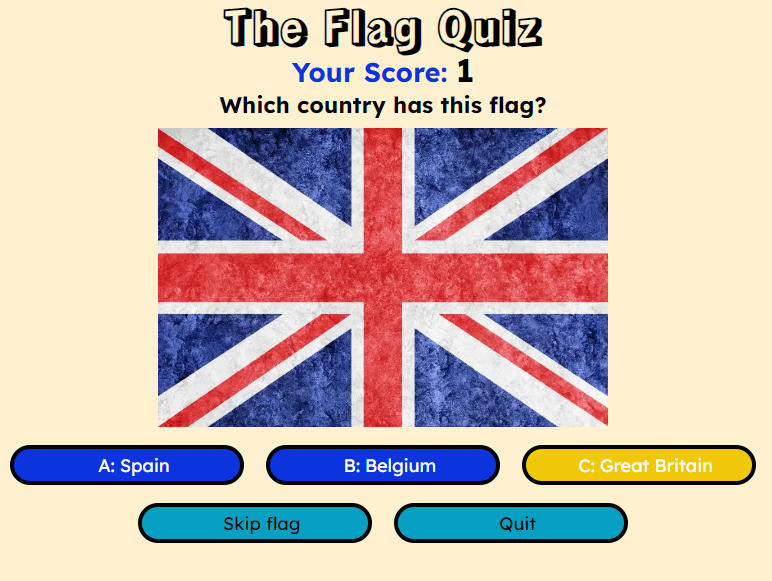 The Flag Quiz
Your Score: 1
Which country has this flag?
A: Spain
B: Belgium
C: Great Britain
Skip flag
Quit